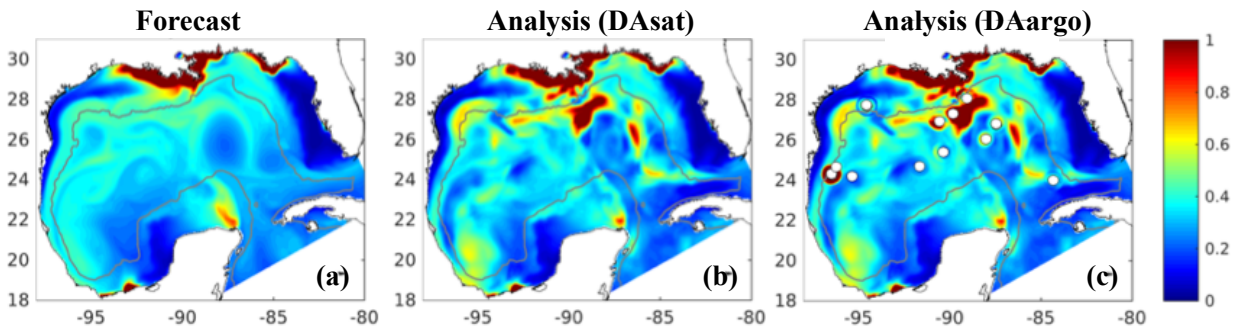 Forecast Analysis (DAsat) Analysis (DAargo)
30 30 30 1
28 28 28 0.8
26 26 26 0.6
24 24 24 0.4
22 22 22 0.2
20 20 20
(a) (b) (c)
18 18 18 0
-95 -90 -85 -80 -95 -90 -85 -80 -95 -90 -85 -80